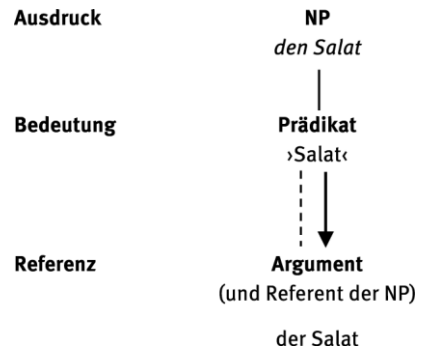 Ausdruck NP
den Salat
Bedeutung Prädikat
›Salat‹
Referenz Argument
(und Referent der NP)
der Salat